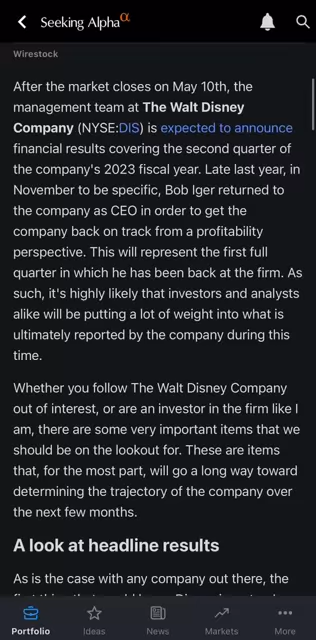 Seeking Alphaα
Wirestock
After the market closes on May 10th, the
management team at The Walt Disney
Company (NYSE:DIS) is expected to announce
financial results covering the second quarter of
the company's 2023 fiscal year. Late last year, in
November to be specific, Bob Iger returned to
the company as CEO in order to get the
company back on track from a profitability
perspective. This will represent the first full
quarter in which he has been back at the firm. As
such, it's highly likely that investors and analysts
alike will be putting a lot of weight into what is
ultimately reported by the company during this
time.
Whether you follow The Walt Disney Company
out of interest, or are an investor in the firm like I
am, there are some very important items that we
should be on the lookout for. These are items
that, for the most part, will go a long way toward
determining the trajectory of the company over
the next few months.
A look at headline results
As is the case with any company out there, the
Portfolio Ideas News Markets More